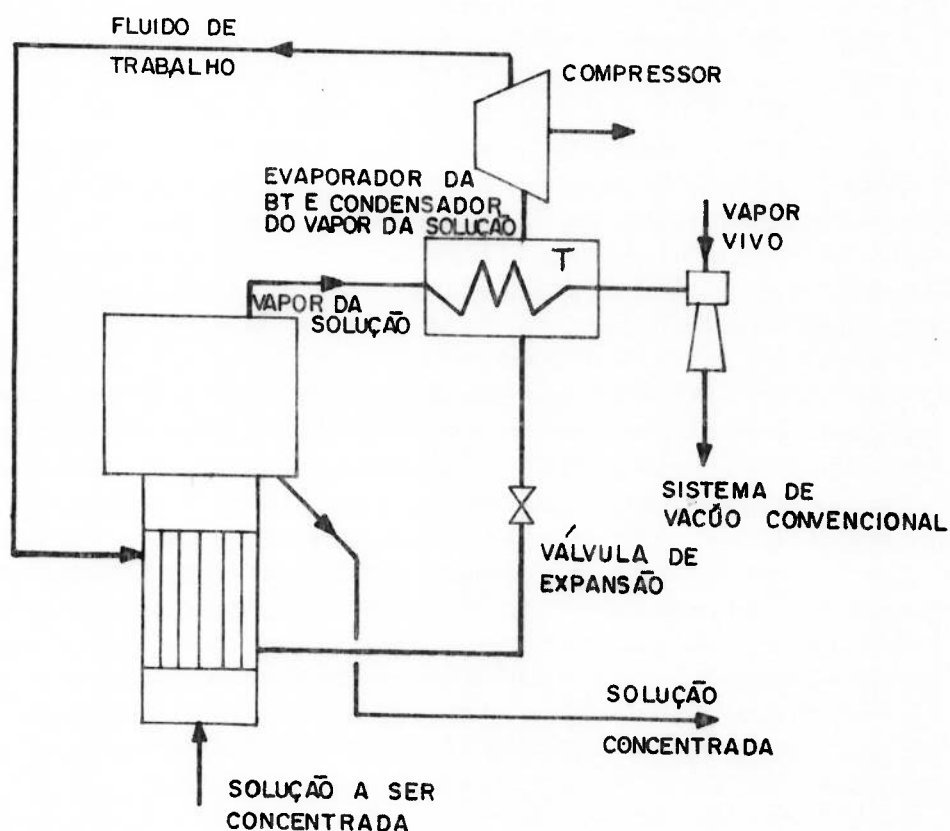 FLUIDO DE
TRABALHO
COMPRESSOR
EVAPORADOR DA
BT E CONDENSADOR
DO VAPOR DA SOLUÇÃO
T
VAPOR
VIVO
VAPOR DA
SOLUÇÃO
SISTEMA DE
VÁCUO CONVENCIONAL
VÁLVULA DE
EXPANSÃO
SOLUÇÃO
CONCENTRADA
SOLUÇÃO A SER
CONCENTRADA